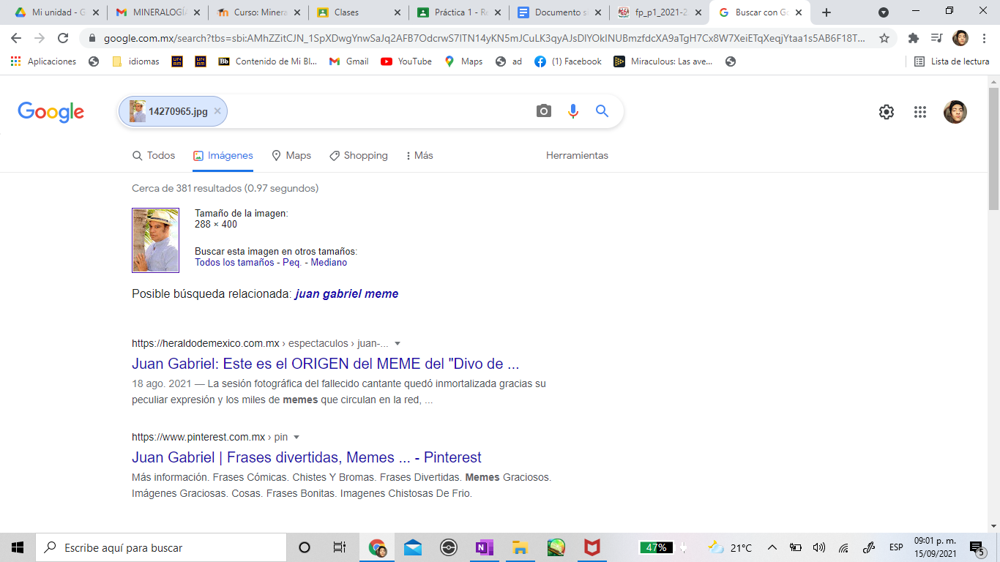 Mi unidad - G
MINERALOGÍA
Curso: Minera
Clases
Práctica 1 - Re
Documento si
fp_p1_2021-2
Buscar con Go
google.com.mx/search?tbs=sbi:AMhZZitCJN_1SpXDwgYnwSaJq2AFB7OdcrwS7ITN14yKN5mJCuLK3qyAJsDlYOkINUBmzfdcXA9aTgH7Cx8W7XeiETqXeqjYtaa1s5AB6F18T...
Aplicaciones
idiomas
UNAM
UNAM
Bb Contenido de Mi Bl...
Gmail
YouTube
Maps
ad
(1) Facebook
Miraculous: Las ave...
Lista de lectura
Google
14270965.jpg
Todos
Imágenes
Maps
Shopping
Más
Herramientas
Cerca de 381 resultados (0.97 segundos)
Tamaño de la imagen:
288 × 400
Buscar esta imagen en otros tamaños:
Todos los tamaños - Peq. - Mediano
Posible búsqueda relacionada: juan gabriel meme
https://heraldodemexico.com.mx › espectaculos › juan-...
Juan Gabriel: Este es el ORIGEN del MEME del "Divo de ...
18 ago. 2021 — La sesión fotográfica del fallecido cantante quedó inmortalizada gracias su
peculiar expresión y los miles de memes que circulan en la red, ...
https://www.pinterest.com.mx › pin
Juan Gabriel | Frases divertidas, Memes ... - Pinterest
Más información. Frases Cómicas. Chistes Y Bromas. Frases Divertidas. Memes Graciosos.
Imágenes Graciosas. Cosas. Frases Bonitas. Imagenes Chistosas De Frio.
Escribe aquí para buscar
N
47%
21°C
ESP
09:01 p. m.
15/09/2021
5